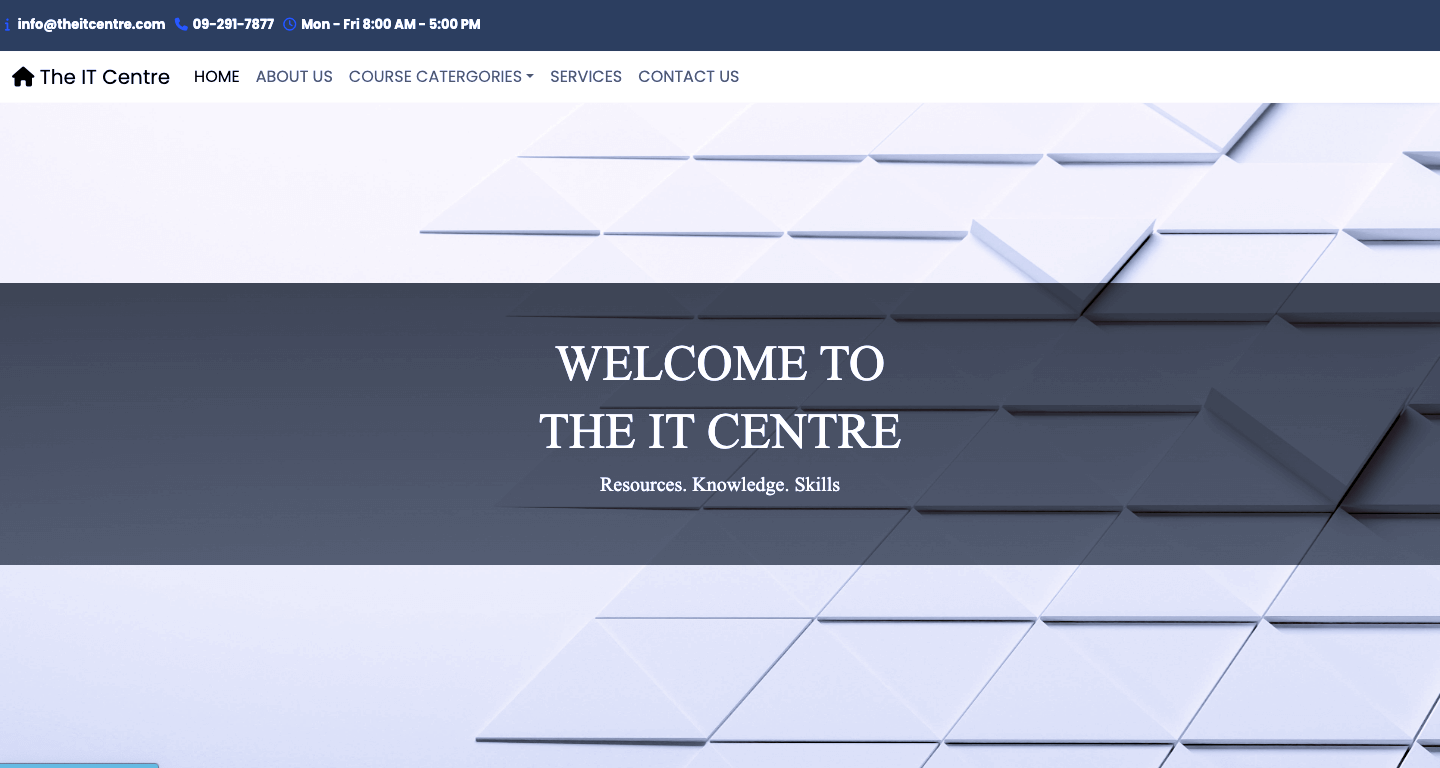 info@theitcentre.com 09-291-7877 Mon - Fri 8:00 AM - 5:00 PM
The IT Centre HOME ABOUT US COURSE CATERGORIES SERVICES CONTACT US
WELCOME TO
THE IT CENTRE
Resources. Knowledge. Skills